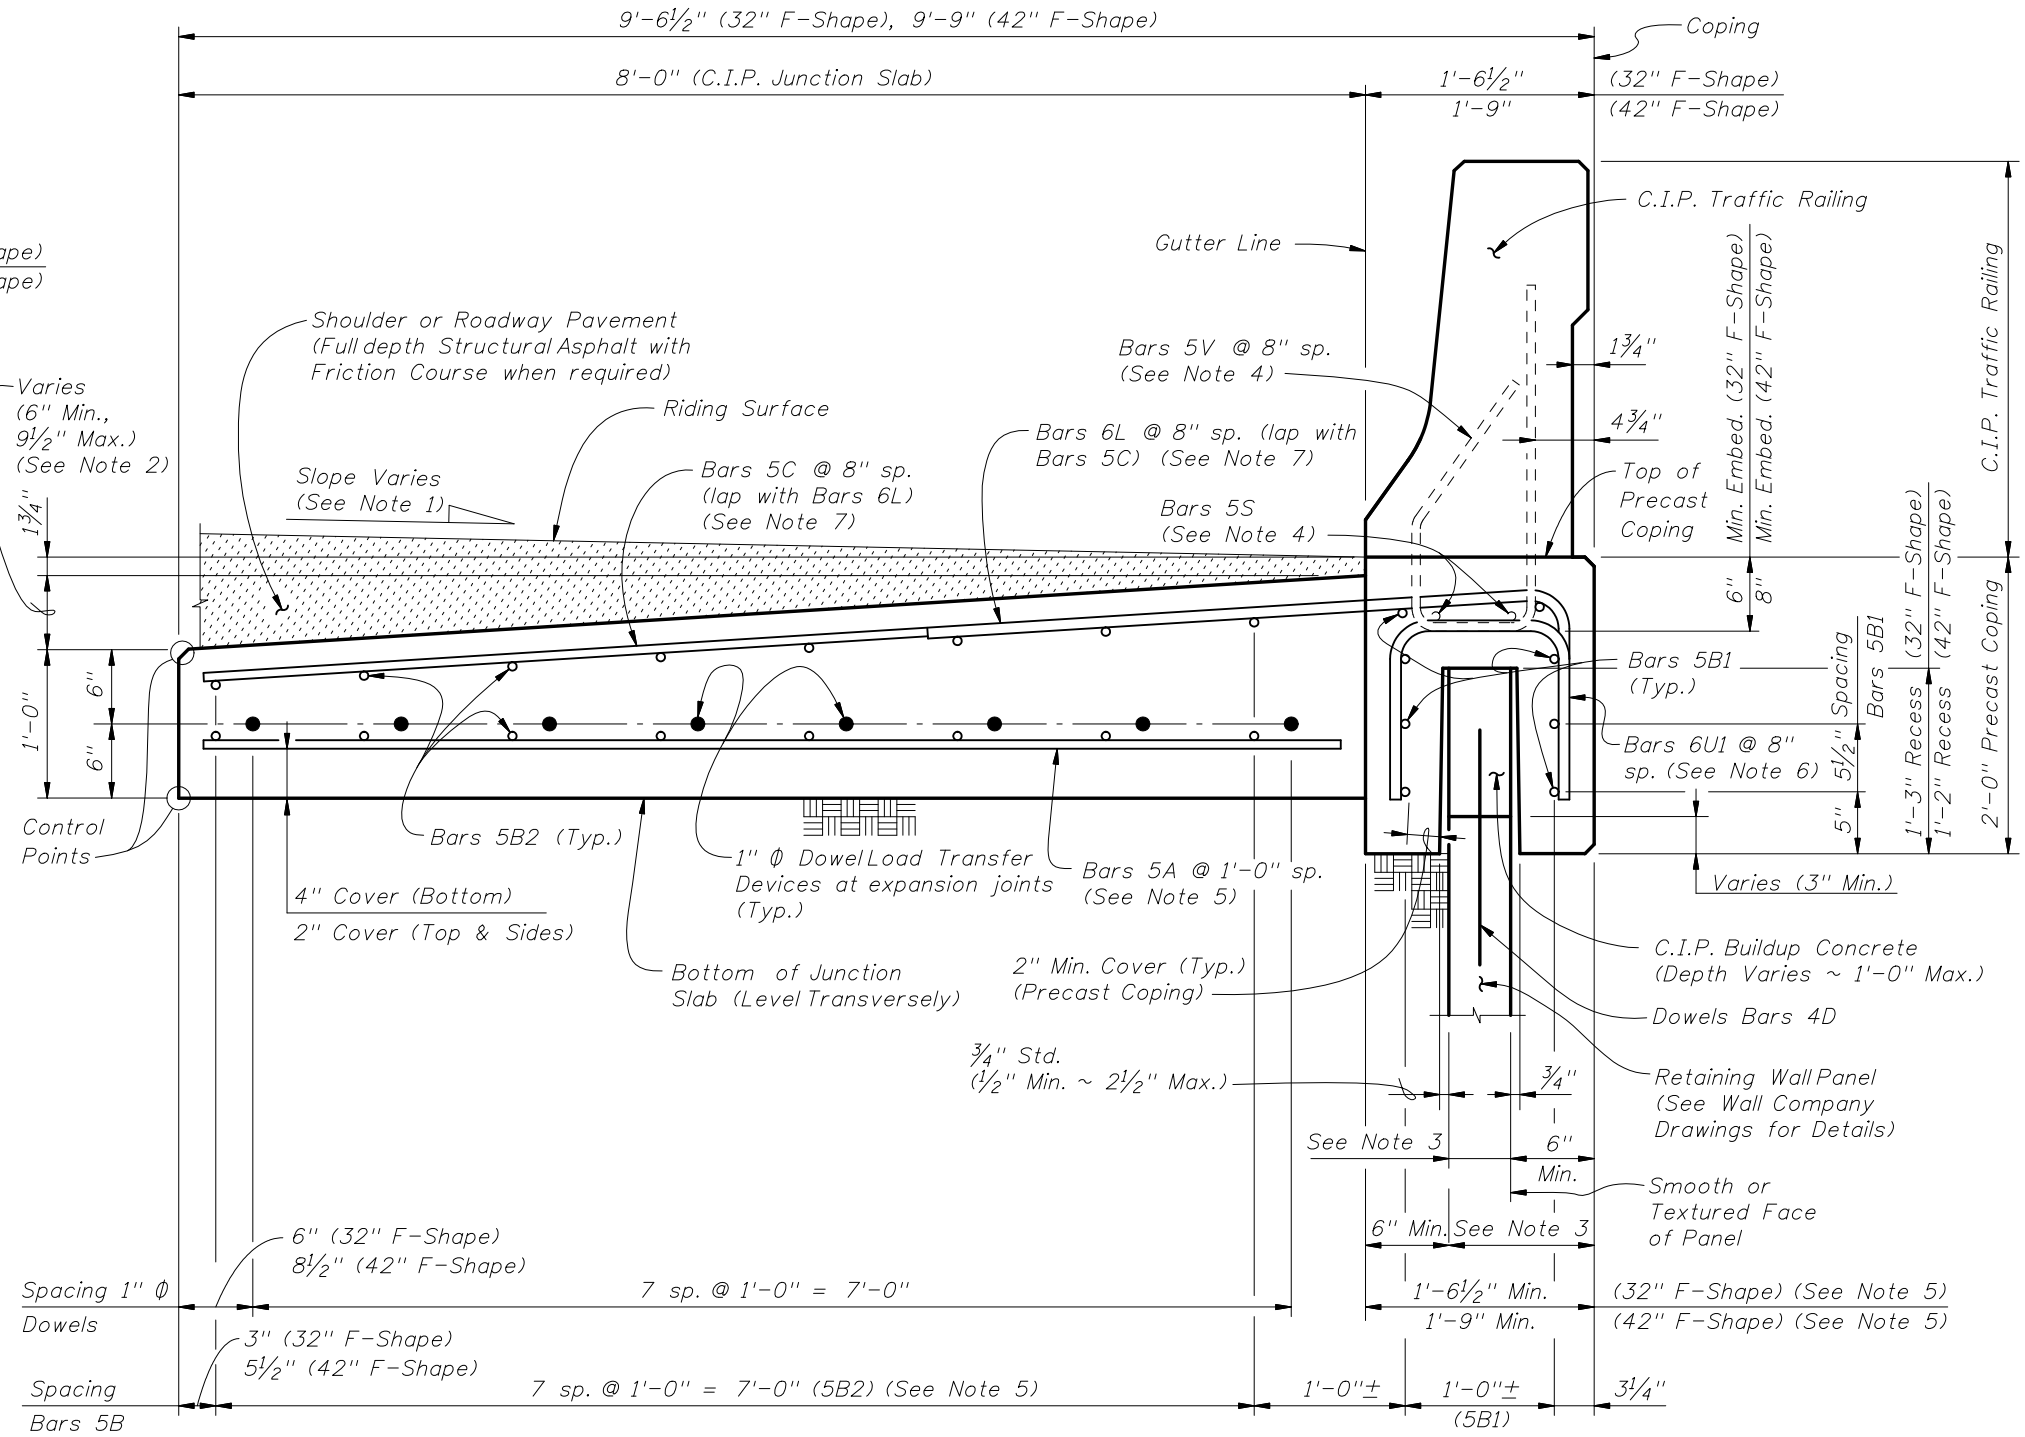 9'-6½" (32" F-Shape), 9'-9" (42" F-Shape)
Coping
8'-0" (C.I.P. Junction Slab)
1'-6½"
(32" F-Shape)
1'-9"
(42" F-Shape)
C.I.P. Traffic Railing
Gutter Line
ape)
ape)
Shoulder or Roadway Pavement
(Full depth Structural Asphalt with
Friction Course when required)
Riding Surface
Varies
(6" Min.,
9½" Max.)
(See Note 2)
1¾"
Slope Varies
(See Note 1)
Bars 5C @ 8" sp.
(lap with Bars 6L)
(See Note 7)
Bars 6L @ 8" sp. (lap with
Bars 5C) (See Note 7)
Bars 5V @ 8" sp.
(See Note 4)
Bars 5S
(See Note 4)
1¾"
4¾"
Top of
Precast
Coping
6" Min. Embed. (32" F-Shape)
8" Min. Embed. (42" F-Shape)
C.I.P. Traffic Railing
2'-0" Precast Coping
1'-3" Recess (32" F-Shape)
1'-2" Recess (42" F-Shape)
5½" Spacing
Bars 5B1
5"
Bars 5B1
(Typ.)
Bars 6U1 @ 8"
sp. (See Note 6)
1'-0"
6"
6"
Control
Points
Bars 5B2 (Typ.)
1" ϕ Dowel Load Transfer
Devices at expansion joints
(Typ.)
Bars 5A @ 1'-0" sp.
(See Note 5)
Varies (3" Min.)
4" Cover (Bottom)
2" Cover (Top & Sides)
Bottom of Junction
Slab (Level Transversely)
2" Min. Cover (Typ.)
(Precast Coping)
C.I.P. Buildup Concrete
(Depth Varies ~ 1'-0" Max.)
Dowels Bars 4D
¾" Std.
(½" Min. ~ 2½" Max.)
¾"
Retaining Wall Panel
(See Wall Company
Drawings for Details)
See Note 3
6"
Min.
Smooth or
Textured Face
of Panel
6" Min.
See Note 3
6" (32" F-Shape)
8½" (42" F-Shape)
Spacing 1" ϕ
Dowels
7 sp. @ 1'-0" = 7'-0"
1'-6½" Min.
(32" F-Shape) (See Note 5)
1'-9" Min.
(42" F-Shape) (See Note 5)
3" (32" F-Shape)
5½" (42" F-Shape)
Spacing
Bars 5B
7 sp. @ 1'-0" = 7'-0" (5B2) (See Note 5)
1'-0"±
1'-0"±
(5B1)
3¼"